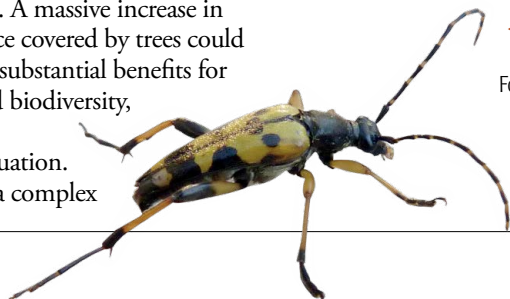 . A massive increase in
ce covered by trees could
substantial benefits for
d biodiversity,
uation.
a complex
Fo